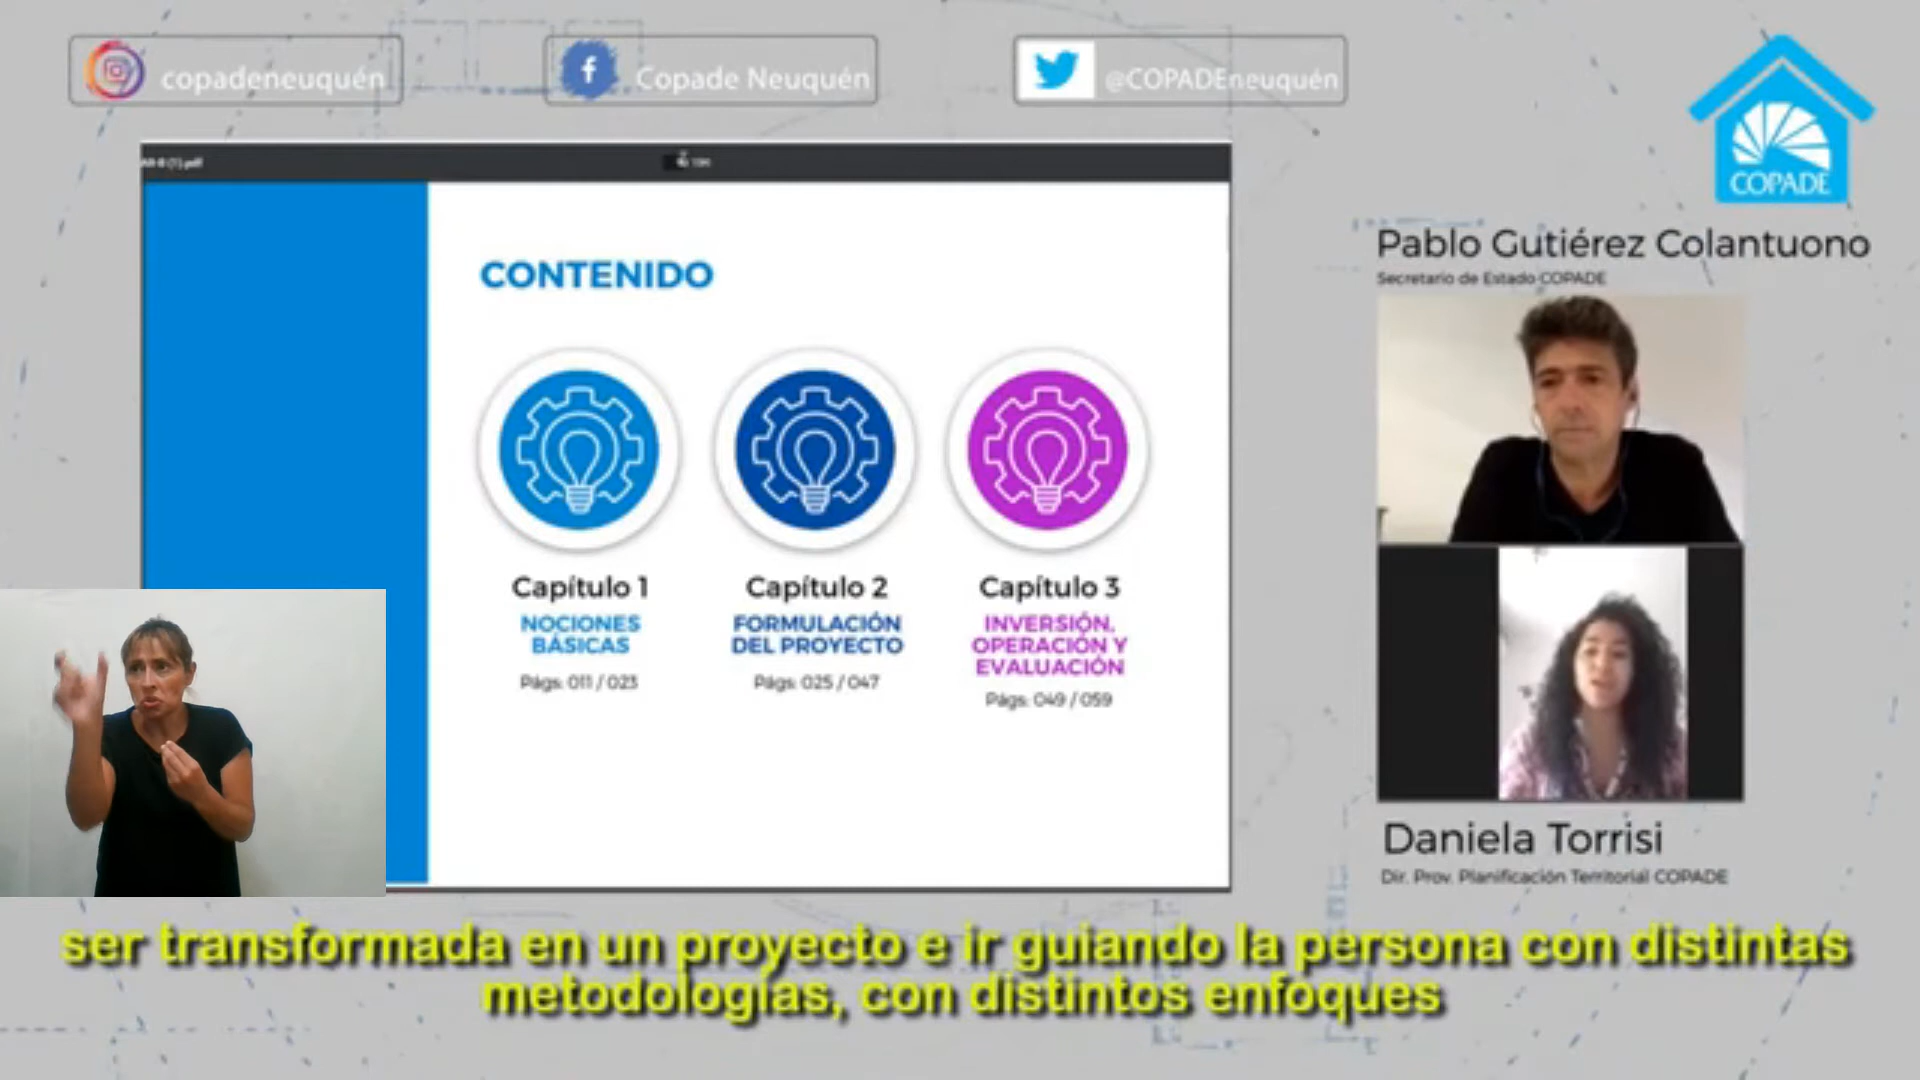 copadeneuquén
Copade Neuquén
@COPADEneuquén
COPADE
Pablo Gutiérez Colantuono
Secretario de Estado COPADE
CONTENIDO
Capítulo 1
NOCIONES
BÁSICAS
Págs: 011 / 023
Capítulo 2
FORMULACIÓN
DEL PROYECTO
Págs: 025 / 047
Capítulo 3
INVERSIÓN,
OPERACIÓN Y
EVALUACIÓN
Págs: 049 / 059
Daniela Torrisi
Dir. Prov. Planificación Territorial COPADE
ser transformada en un proyecto e ir guiando la persona con distintas
metodologías, con distintos enfoques